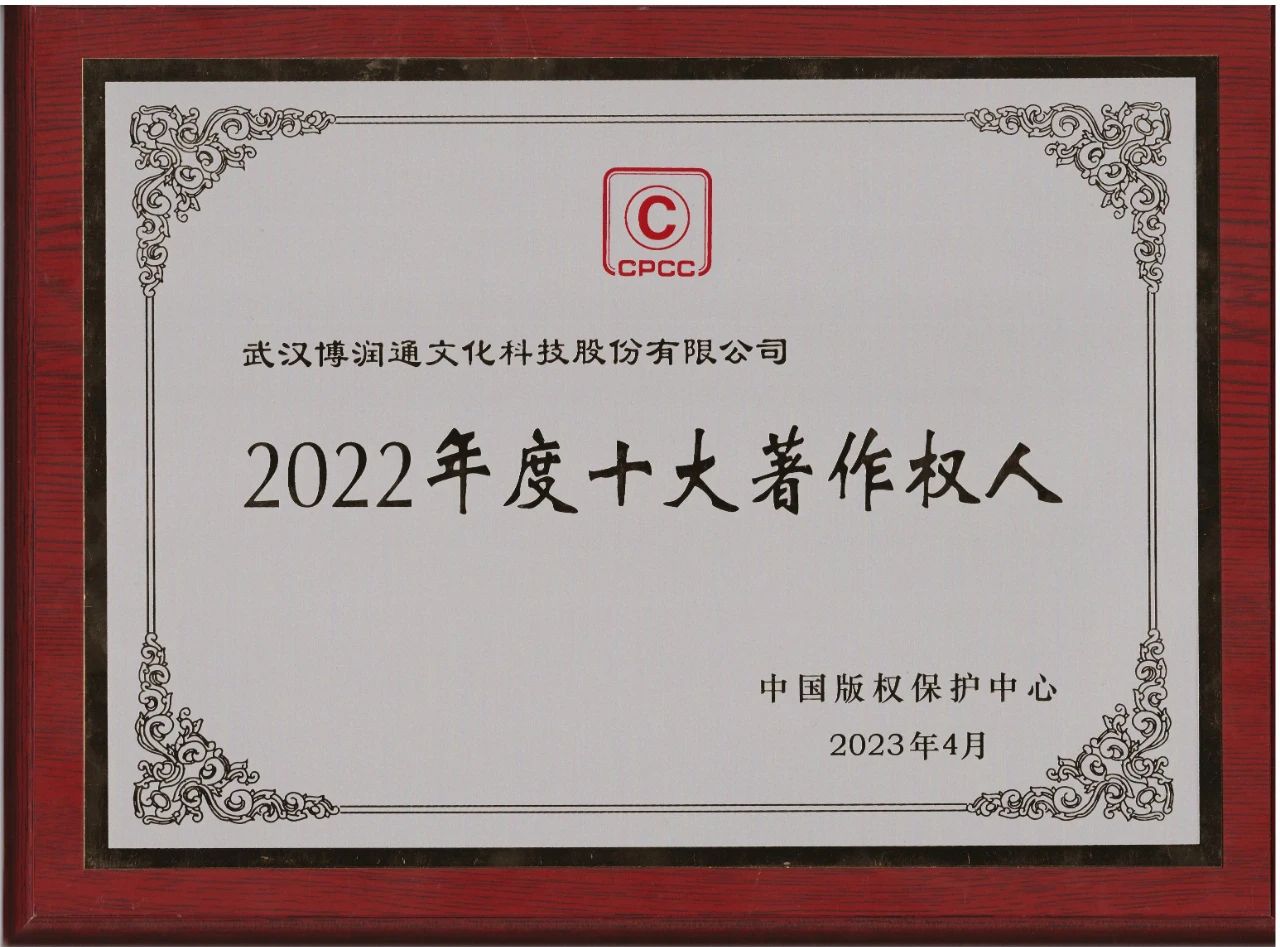 C
CPCC
武汉博润通文化科技股份有限公司
2022年度十大著作权人
中国版权保护中心
2023年4月